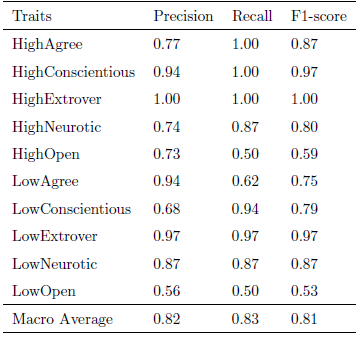 Traits Precision Recall F1-score
HighAgree 0.77 1.00 0.87
HighConscientious 0.94 1.00 0.97
HighExtrover 1.00 1.00 1.00
HighNeurotic 0.74 0.87 0.80
HighOpen 0.73 0.50 0.59
LowAgree 0.94 0.62 0.75
LowConscientious 0.68 0.94 0.79
LowExtrover 0.97 0.97 0.97
LowNeurotic 0.87 0.87 0.87
LowOpen 0.56 0.50 0.53
Macro Average 0.82 0.83 0.81